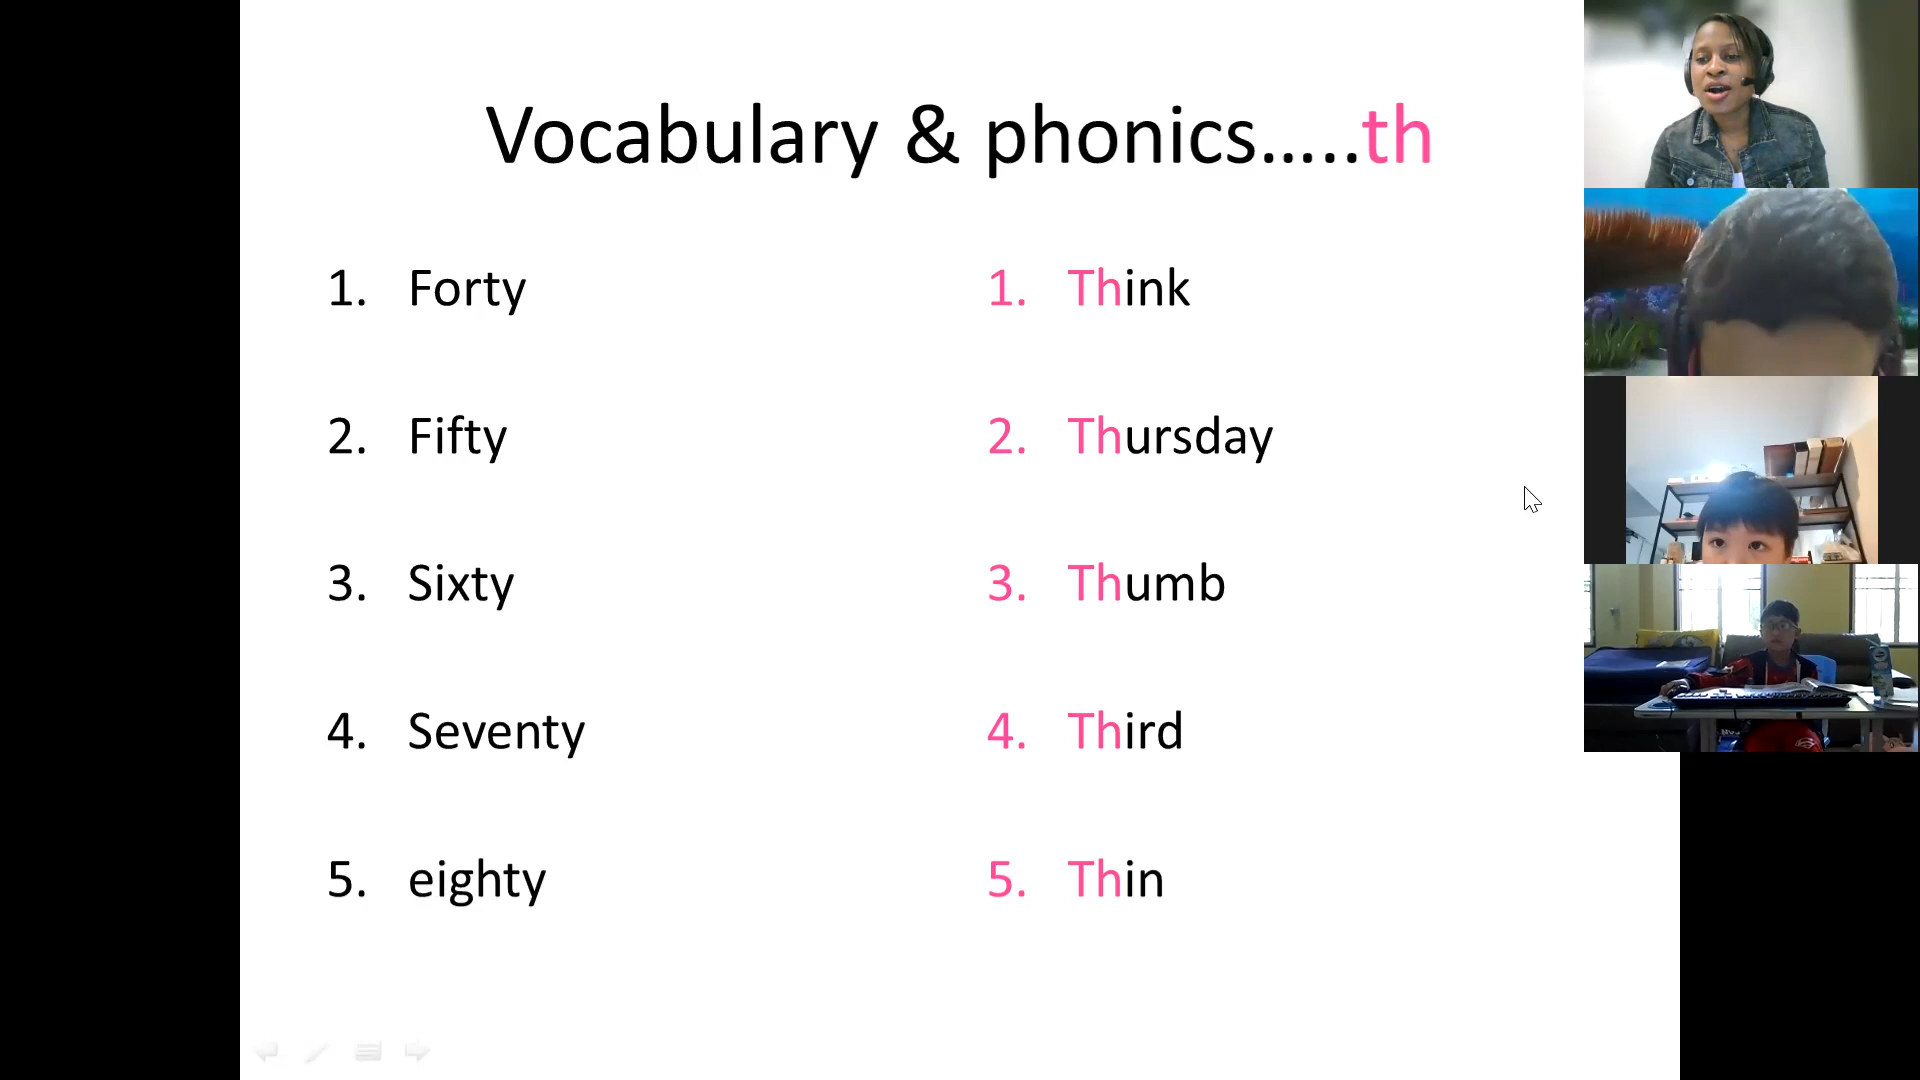 Vocabulary & phonics.....th
1. Forty
2. Fifty
3. Sixty
4. Seventy
5. eighty
1. Think
2. Thursday
3. Thumb
4. Third
5. Thin